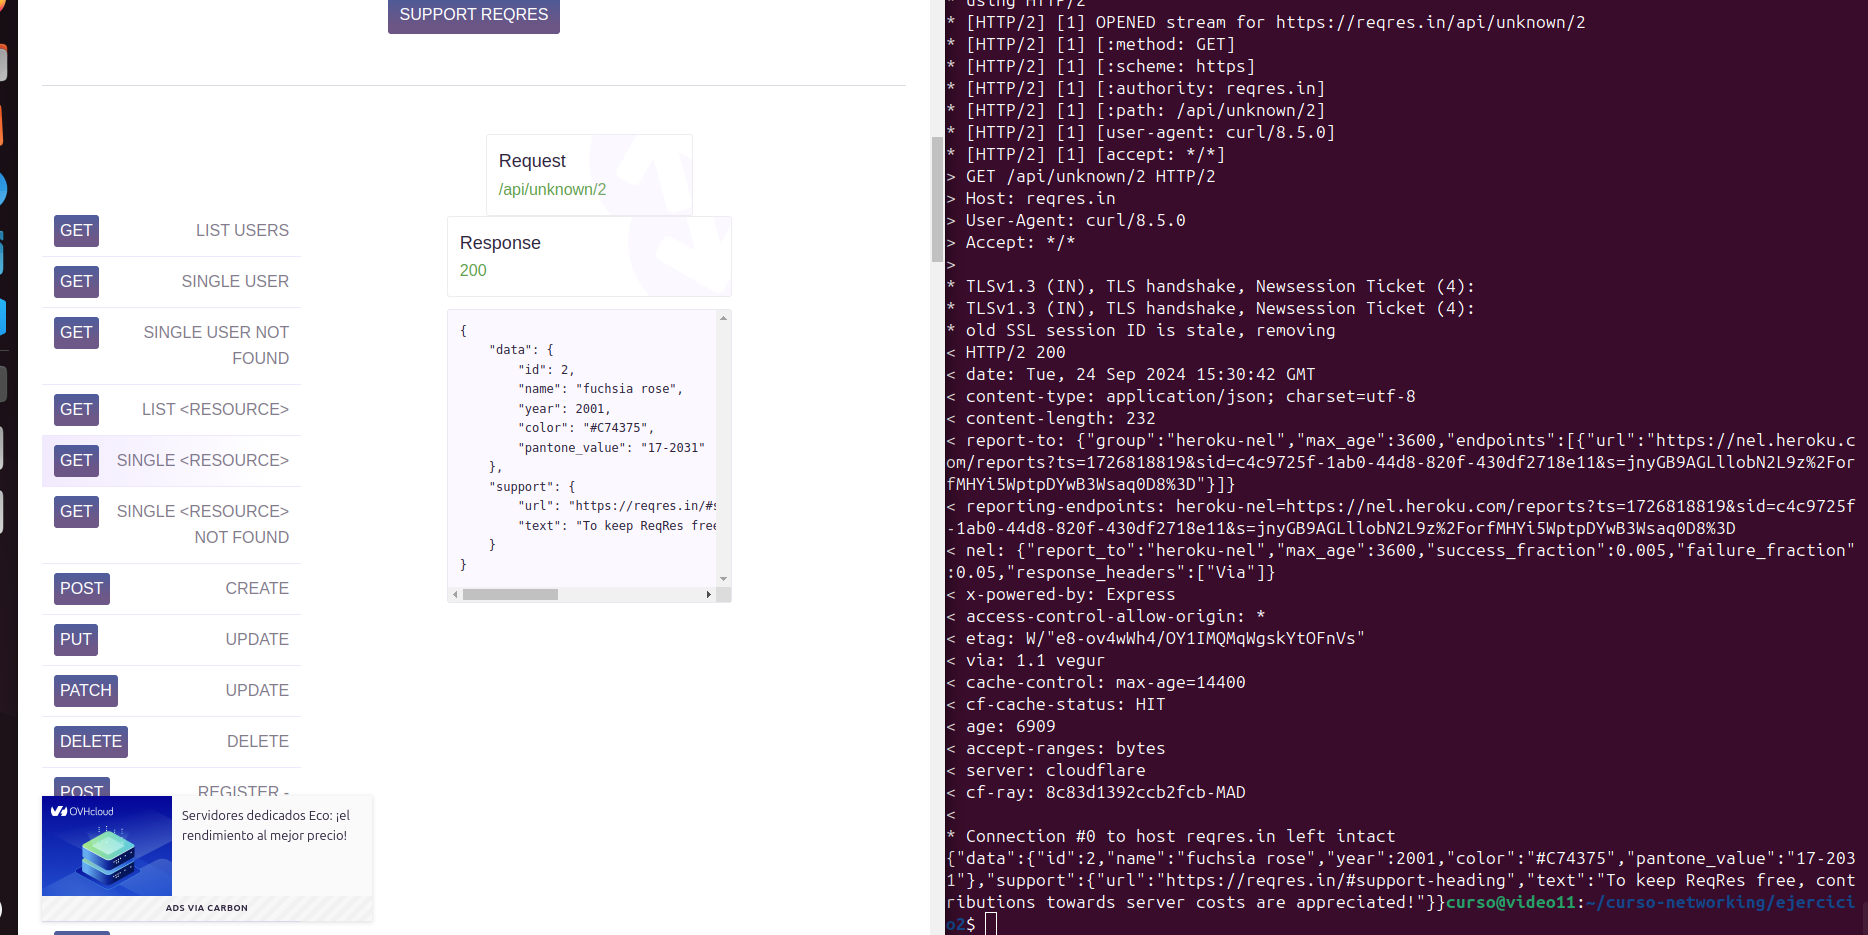 SUPPORT REQRES
Request
/api/unknown/2
Response
200
{
"data": {
"id": 2,
"name": "fuchsia rose",
"year": 2001,
"color": "#C74375",
"pantone_value": "17-2031"
},
"support": {
"url": "https://reqres.in/#s
"text": "To keep ReqRes free
}
}
GET LIST USERS
GET SINGLE USER
GET SINGLE USER NOT
FOUND
GET LIST <RESOURCE>
GET SINGLE <RESOURCE>
GET SINGLE <RESOURCE>
NOT FOUND
POST CREATE
PUT UPDATE
PATCH UPDATE
DELETE DELETE
POST REGISTER -
OVHcloud
Servidores dedicados Eco: ¡el
rendimiento al mejor precio!
ADS VIA CARBON
* using HTTP/2
* [HTTP/2] [1] OPENED stream for https://reqres.in/api/unknown/2
* [HTTP/2] [1] [:method: GET]
* [HTTP/2] [1] [:scheme: https]
* [HTTP/2] [1] [:authority: reqres.in]
* [HTTP/2] [1] [:path: /api/unknown/2]
* [HTTP/2] [1] [user-agent: curl/8.5.0]
* [HTTP/2] [1] [accept: */*]
> GET /api/unknown/2 HTTP/2
> Host: reqres.in
> User-Agent: curl/8.5.0
> Accept: */*
>
* TLSv1.3 (IN), TLS handshake, Newsession Ticket (4):
* TLSv1.3 (IN), TLS handshake, Newsession Ticket (4):
* old SSL session ID is stale, removing
< HTTP/2 200
< date: Tue, 24 Sep 2024 15:30:42 GMT
< content-type: application/json; charset=utf-8
< content-length: 232
< report-to: {"group":"heroku-nel","max_age":3600,"endpoints":[{"url":"https://nel.heroku.c
om/reports?ts=1726818819&sid=c4c9725f-1ab0-44d8-820f-430df2718e11&s=jnyGB9AGLllobN2L9z%2For
fMHYi5WptpDYwB3Wsaq0D8%3D"}]}
< reporting-endpoints: heroku-nel=https://nel.heroku.com/reports?ts=1726818819&sid=c4c9725f
-1ab0-44d8-820f-430df2718e11&s=jnyGB9AGLllobN2L9z%2ForfMHYi5WptpDYwB3Wsaq0D8%3D
< nel: {"report_to":"heroku-nel","max_age":3600,"success_fraction":0.005,"failure_fraction"
:0.05,"response_headers":["Via"]}
< x-powered-by: Express
< access-control-allow-origin: *
< etag: W/"e8-ov4wWh4/OY1IMQMqWgskYtOFnVs"
< via: 1.1 vegur
< cache-control: max-age=14400
< cf-cache-status: HIT
< age: 6909
< accept-ranges: bytes
< server: cloudflare
< cf-ray: 8c83d1392ccb2fcb-MAD
<
* Connection #0 to host reqres.in left intact
{"data":{"id":2,"name":"fuchsia rose","year":2001,"color":"#C74375","pantone_value":"17-203
1"},"support":{"url":"https://reqres.in/#support-heading","text":"To keep ReqRes free, cont
ributions towards server costs are appreciated!"}}curso@video11:~/curso-networking/ejercici
o2$